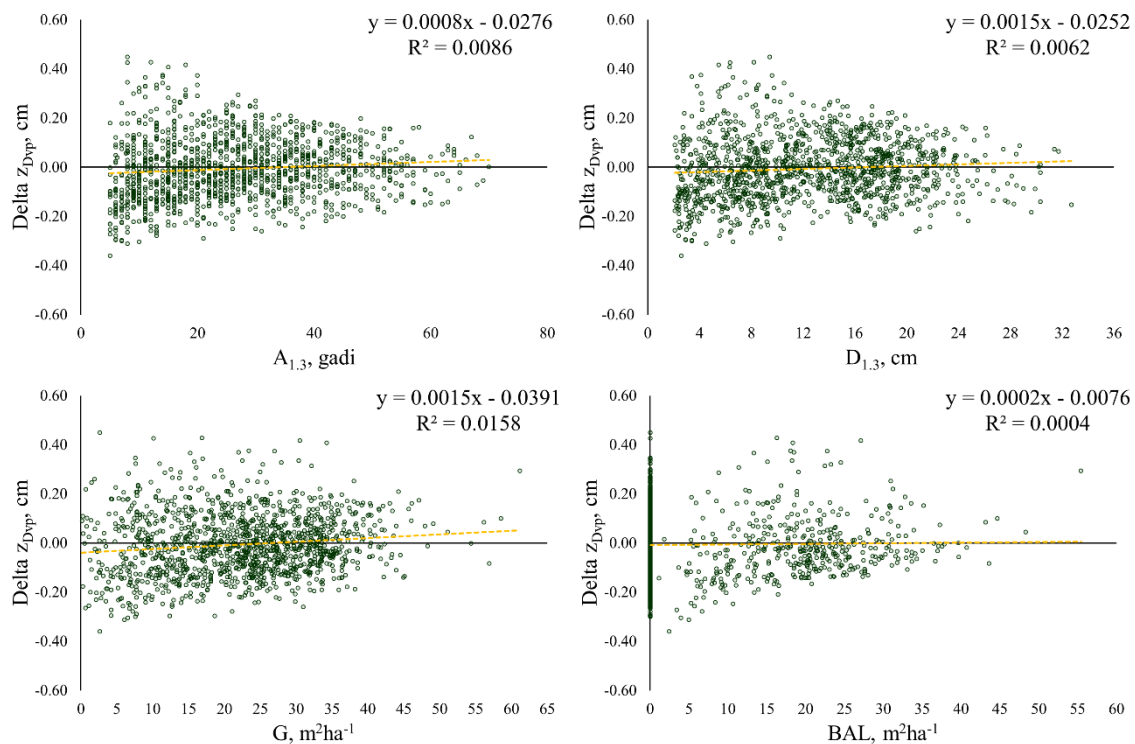 y = 0.0008x - 0.0276
R² = 0.0086
Delta z_Dvp, cm
0.60
0.40
0.20
0.00
-0.20
-0.40
-0.60
0 20 40 60 80
A_1.3, gadi
y = 0.0015x - 0.0252
R² = 0.0062
Delta z_Dvp, cm
0.60
0.40
0.20
0.00
-0.20
-0.40
-0.60
0 4 8 12 16 20 24 28 32 36
D_1.3, cm
y = 0.0015x - 0.0391
R² = 0.0158
Delta z_Dvp, cm
0.60
0.40
0.20
0.00
-0.20
-0.40
-0.60
0 5 10 15 20 25 30 35 40 45 50 55 60 65
G, m²ha⁻¹
y = 0.0002x - 0.0076
R² = 0.0004
Delta z_Dvp, cm
0.60
0.40
0.20
0.00
-0.20
-0.40
-0.60
0 5 10 15 20 25 30 35 40 45 50 55 60
BAL, m²ha⁻¹